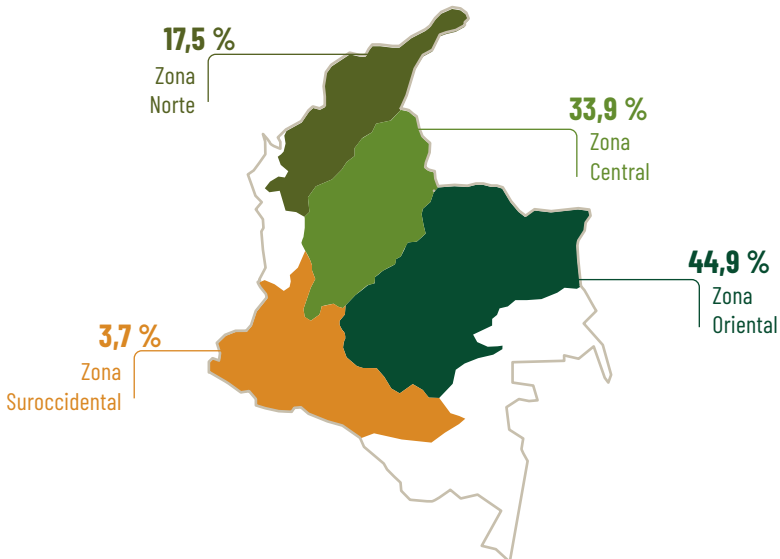 17,5 %
Zona
Norte
33,9 %
Zona
Central
44,9 %
Zona
Oriental
3,7 %
Zona
Suroccidental